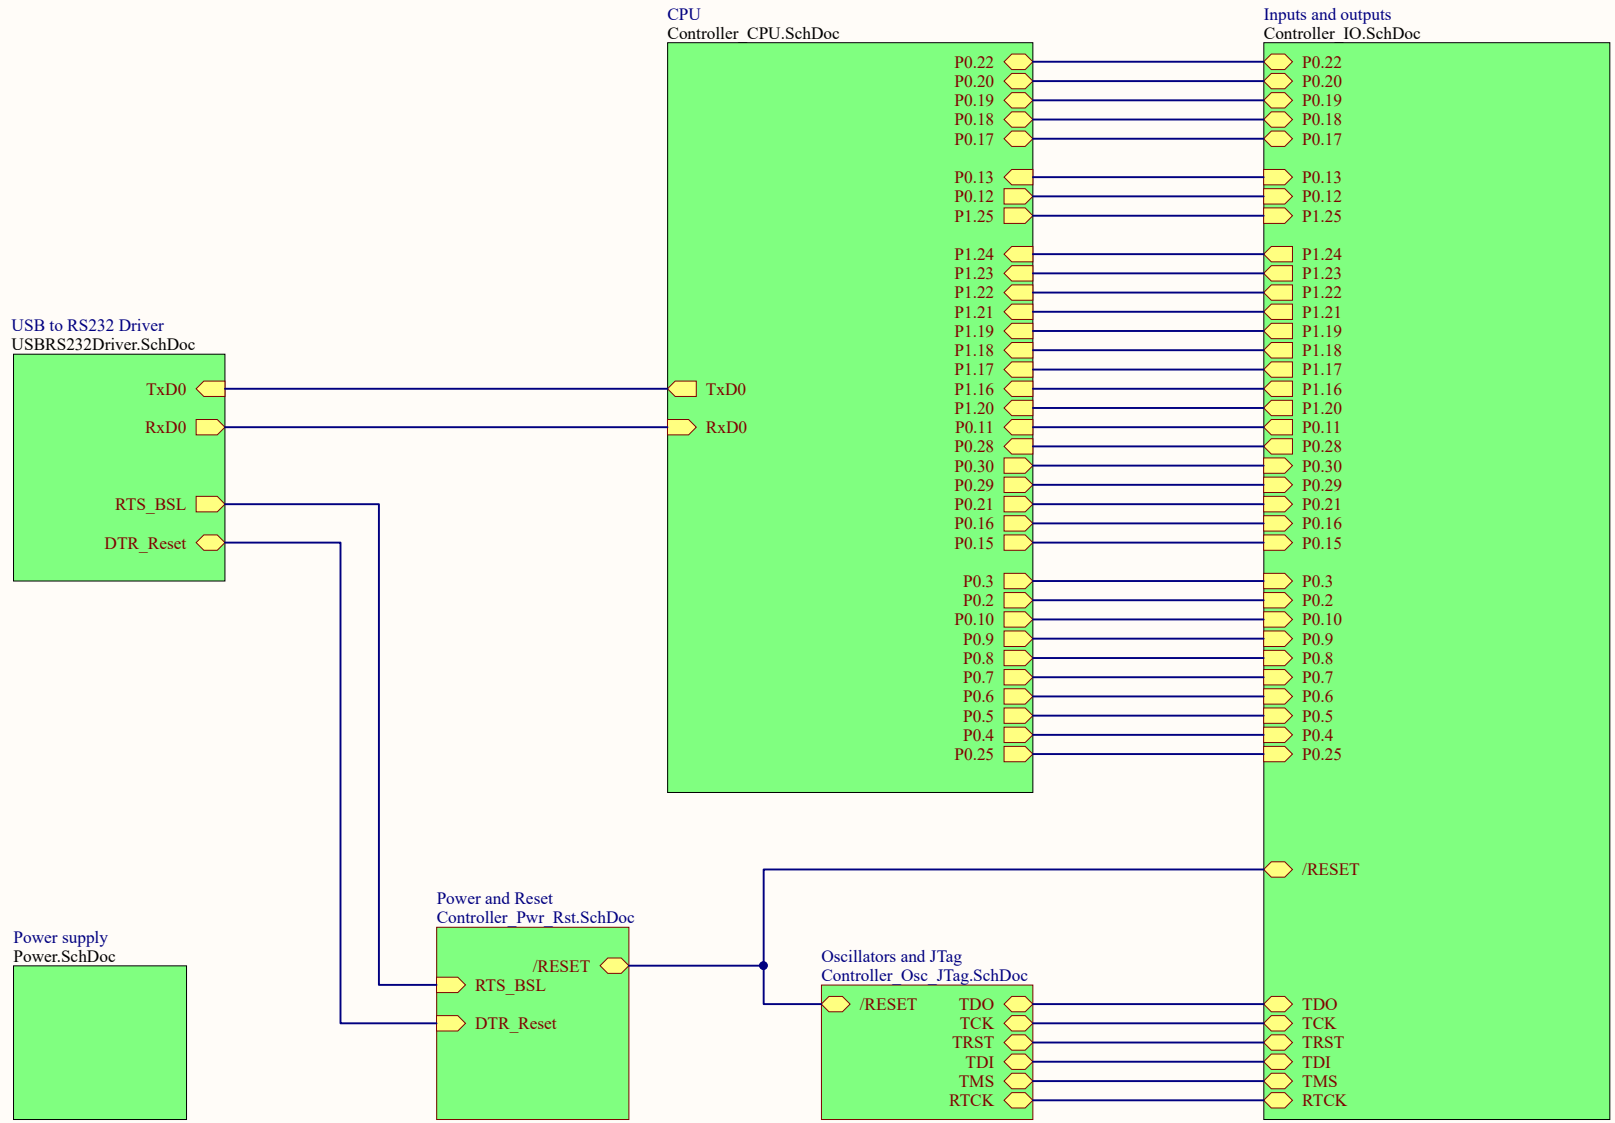 CPU
Controller_CPU.SchDoc
P0.22
P0.20
P0.19
P0.18
P0.17
P0.13
P0.12
P1.25
P1.24
P1.23
P1.22
P1.21
P1.19
P1.18
P1.17
P1.16
P1.20
P0.11
P0.28
P0.30
P0.29
P0.21
P0.16
P0.15
P0.3
P0.2
P0.10
P0.9
P0.8
P0.7
P0.6
P0.5
P0.4
P0.25
TxD0
RxD0
Inputs and outputs
Controller_IO.SchDoc
P0.22
P0.20
P0.19
P0.18
P0.17
P0.13
P0.12
P1.25
P1.24
P1.23
P1.22
P1.21
P1.19
P1.18
P1.17
P1.16
P1.20
P0.11
P0.28
P0.30
P0.29
P0.21
P0.16
P0.15
P0.3
P0.2
P0.10
P0.9
P0.8
P0.7
P0.6
P0.5
P0.4
P0.25
/RESET
TDO
TCK
TRST
TDI
TMS
RTCK
USB to RS232 Driver
USBRS232Driver.SchDoc
TxD0
RxD0
RTS_BSL
DTR_Reset
Power supply
Power.SchDoc
Power and Reset
Controller_Pwr_Rst.SchDoc
/RESET
RTS_BSL
DTR_Reset
Oscillators and JTag
Controller_Osc_JTag.SchDoc
/RESET
TDO
TCK
TRST
TDI
TMS
RTCK